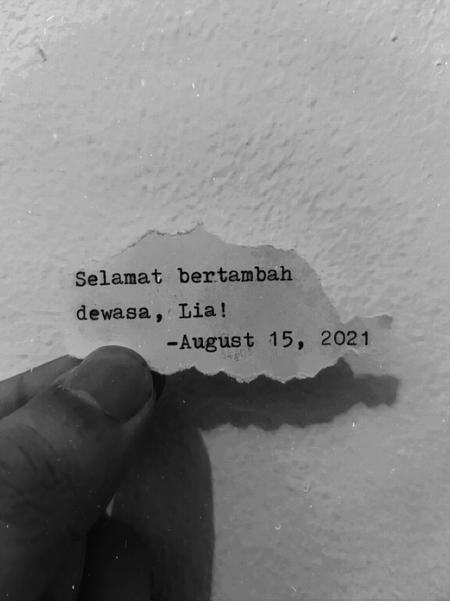 Selamat bertambah
dewasa, Lia!
-August 15, 2021